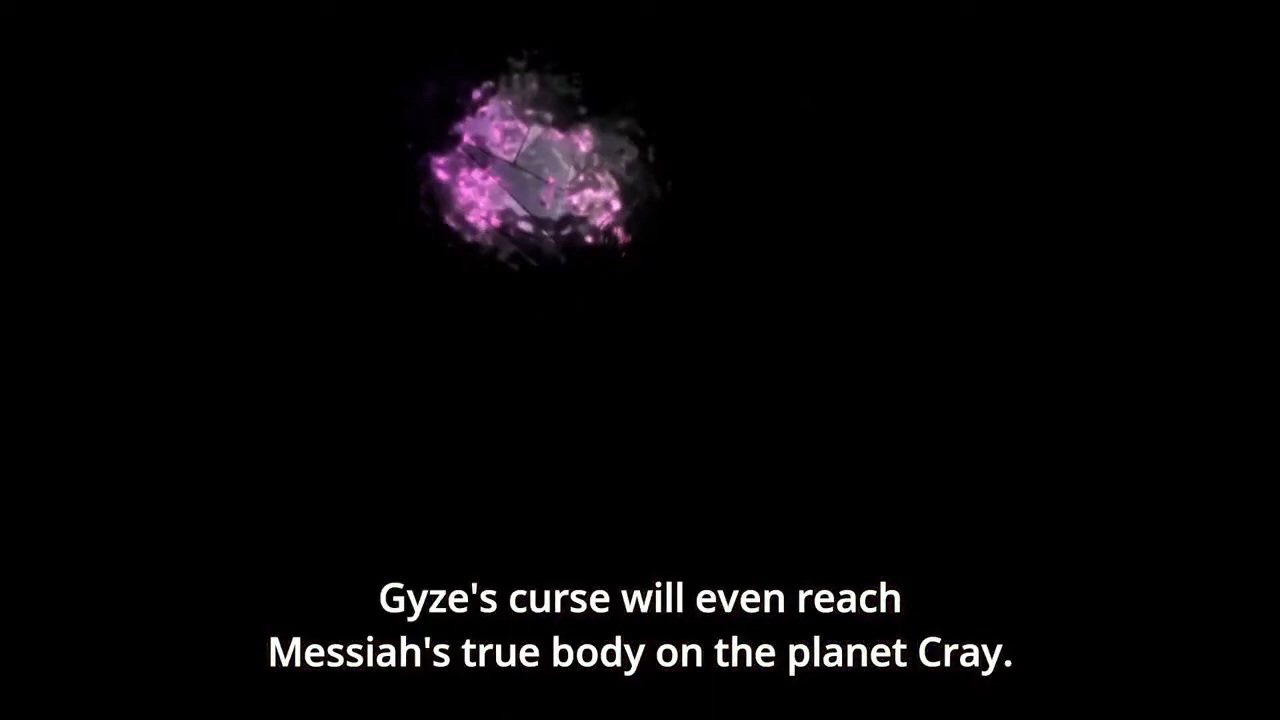 Gyze's curse will even reach
Messiah's true body on the planet Cray.